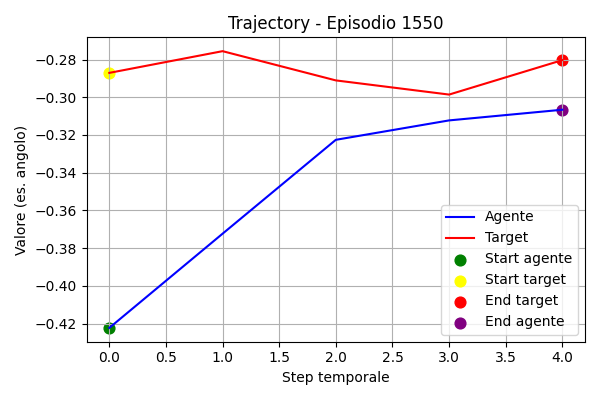 Trajectory - Episodio 1550
Valore (es. angolo)
−0.28
−0.30
−0.32
−0.34
−0.36
−0.38
−0.40
−0.42
Agente
Target
Start agente
Start target
End target
End agente
0.0 0.5 1.0 1.5 2.0 2.5 3.0 3.5 4.0
Step temporale